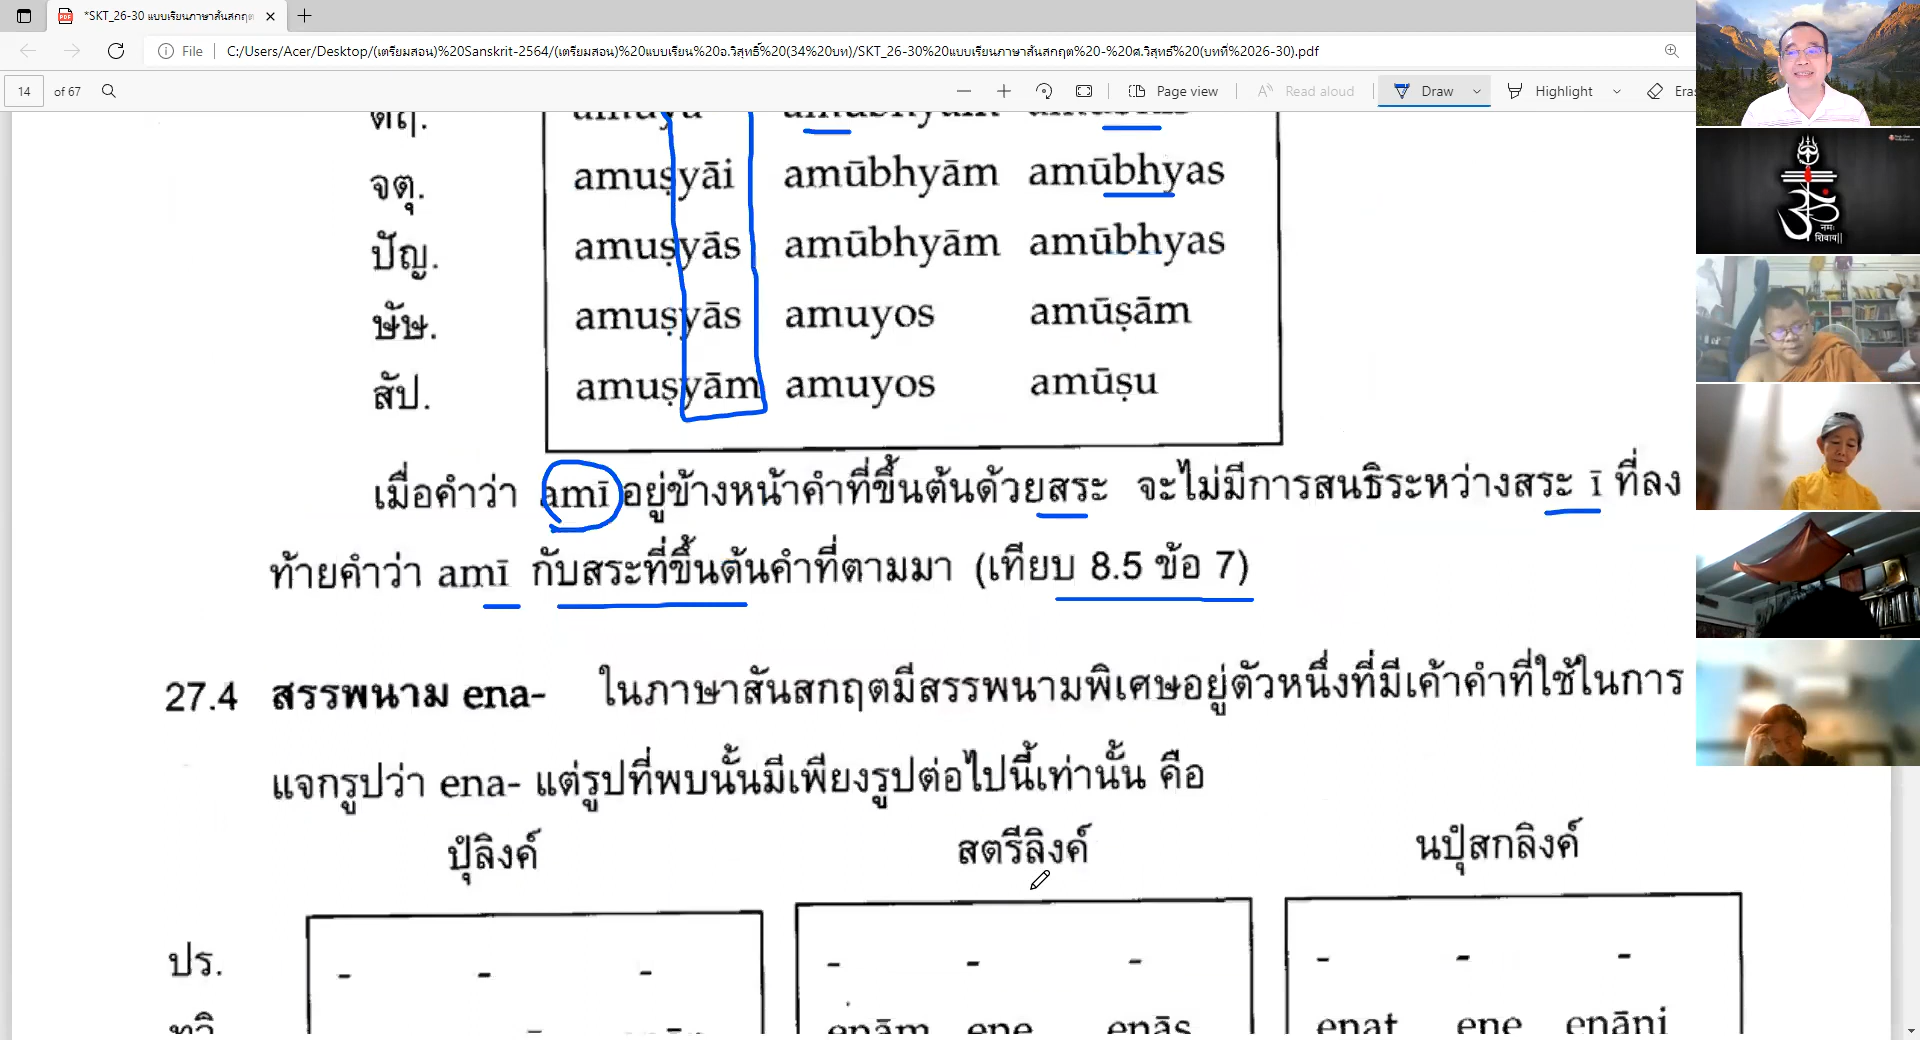 *SKT_26-30 แบบเรียนภาษาสันสกฤต
File
C:/Users/Acer/Desktop/(เตรียมสอน)%20Sanskrit-2564/(เตรียมสอน)%20แบบเรียน%20อ.วิสุทธิ์%20(34%20บท)/SKT_26-30%20แบบเรียนภาษาสันสกฤต%20-%20ศ.วิสุทธ์%20(บทที่%2026-30).pdf
14 of 67
Page view
Read aloud
Draw
Highlight
Eras
จตุ. amuṣyāi amūbhyām amūbhyas
ปัญ. amuṣyās amūbhyām amūbhyas
ษัษ. amuṣyās amuyos amūṣām
สัป. amuṣyām amuyos amūṣu
เมื่อคำว่า amī อยู่ข้างหน้าคำที่ขึ้นต้นด้วยสระ จะไม่มีการสนธิระหว่างสระ ī ที่ลง
ท้ายคำว่า amī กับสระที่ขึ้นต้นคำที่ตามมา (เทียบ 8.5 ข้อ 7)
27.4 สรรพนาม ena- ในภาษาสันสกฤตมีสรรพนามพิเศษอยู่ตัวหนึ่งที่มีเค้าคำที่ใช้ในการ
แจกรูปว่า ena- แต่รูปที่พบนั้นมีเพียงรูปต่อไปนี้เท่านั้น คือ
ปุํลิงค์ สตรีลิงค์ นปุํสกลิงค์
ปร. - - - - - - - - -
enām ene enās enat ene enāni
नमः
शिवाय||